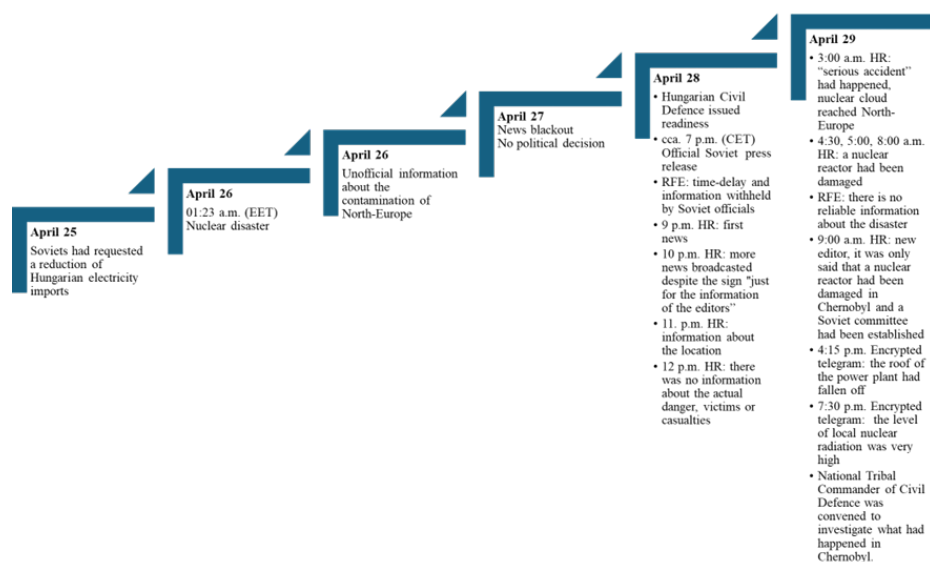 April 25
Soviets had requested
a reduction of
Hungarian electricity
imports
April 26
01:23 a.m. (EET)
Nuclear disaster
April 26
Unofficial information
about the
contamination of
North-Europe
April 27
News blackout
No political decision
April 28
• Hungarian Civil
Defence issued
readiness
• cca. 7 p.m. (CET)
Official Soviet press
release
• RFE: time-delay and
information withheld
by Soviet officials
• 9 p.m. HR: first
news
• 10 p.m. HR: more
news broadcasted
despite the sign "just
for the information
of the editors”
• 11. p.m. HR:
information about
the location
• 12 p.m. HR: there
was no information
about the actual
danger, victims or
casualties
April 29
• 3:00 a.m. HR:
“serious accident”
had happened,
nuclear cloud
reached North-
Europe
• 4:30, 5:00, 8:00 a.m.
HR: a nuclear
reactor had been
damaged
• RFE: there is no
reliable information
about the disaster
• 9:00 a.m. HR: new
editor, it was only
said that a nuclear
reactor had been
damaged in
Chernobyl and a
Soviet committee
had been established
• 4:15 p.m. Encrypted
telegram: the roof of
the power plant had
fallen off
• 7:30 p.m. Encrypted
telegram: the level
of local nuclear
radiation was very
high
• National Tribal
Commander of Civil
Defence was
convened to
investigate what had
happened in
Chernobyl.